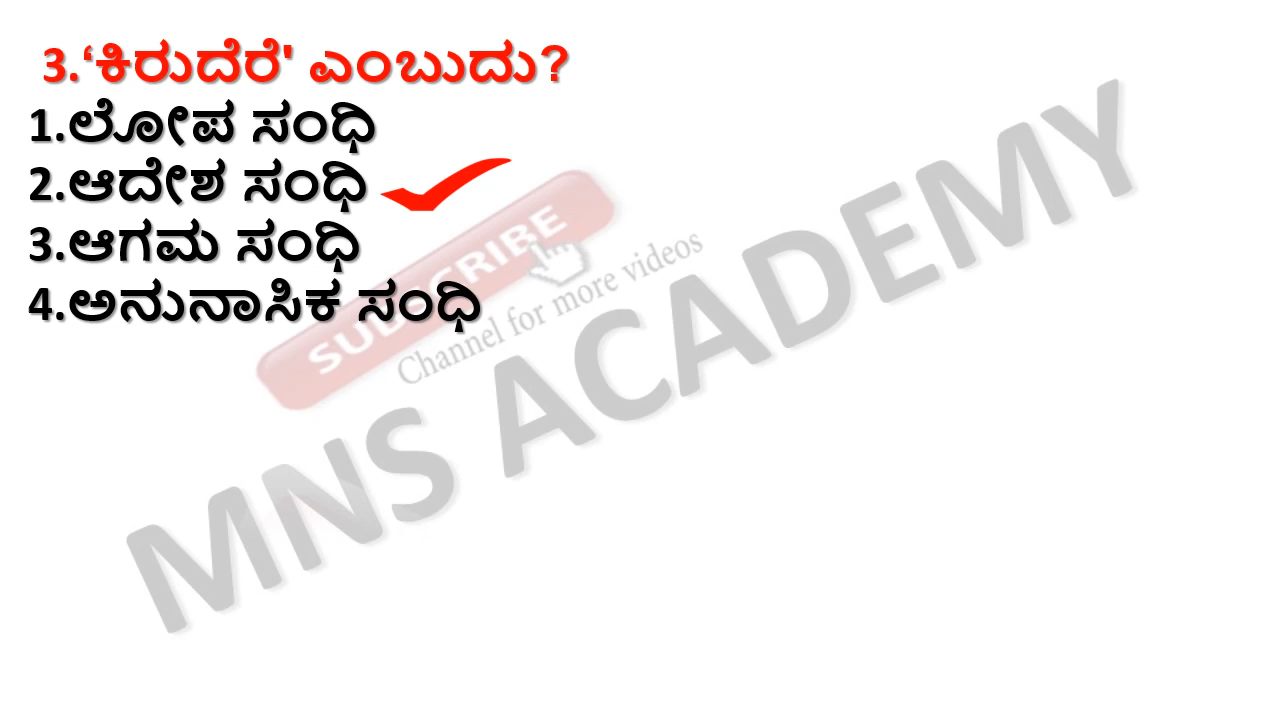 3.‘ಕಿರುದೆರೆ' ಎಂಬುದು?
1.ಲೋಪ ಸಂಧಿ
2.ಆದೇಶ ಸಂಧಿ
3.ಆಗಮ ಸಂಧಿ
4.ಅನುನಾಸಿಕ ಸಂಧಿ
SUBSCRIBE
Channel for more videos
MNS ACADEMY